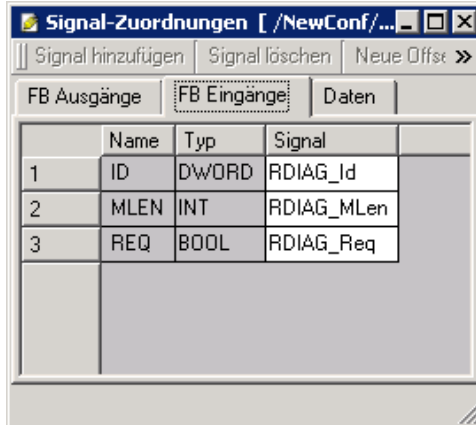 Signal-Zuordnungen [ /NewConf/...
Signal hinzufügen Signal löschen Neue Offse
FB Ausgänge FB Eingänge Daten
Name Typ Signal
1 ID DWORD RDIAG_Id
2 MLEN INT RDIAG_MLen
3 REQ BOOL RDIAG_Req